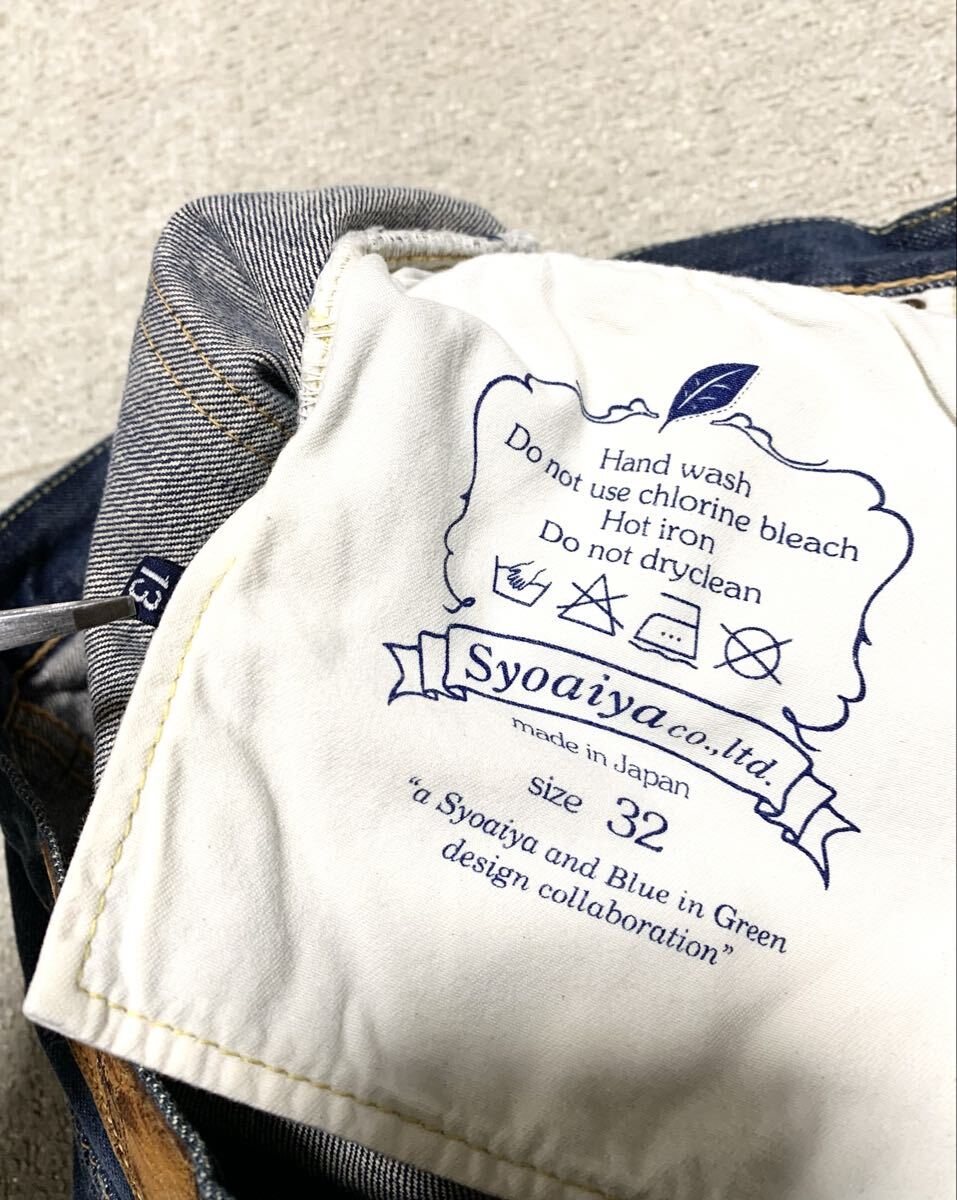 Hand wash
Do not use chlorine bleach
Hot iron
Do not dryclean
Syoaiya co.,ltd.
made in Japan
size 32
"a Syoaiya and Blue in Green
design collaboration"
13